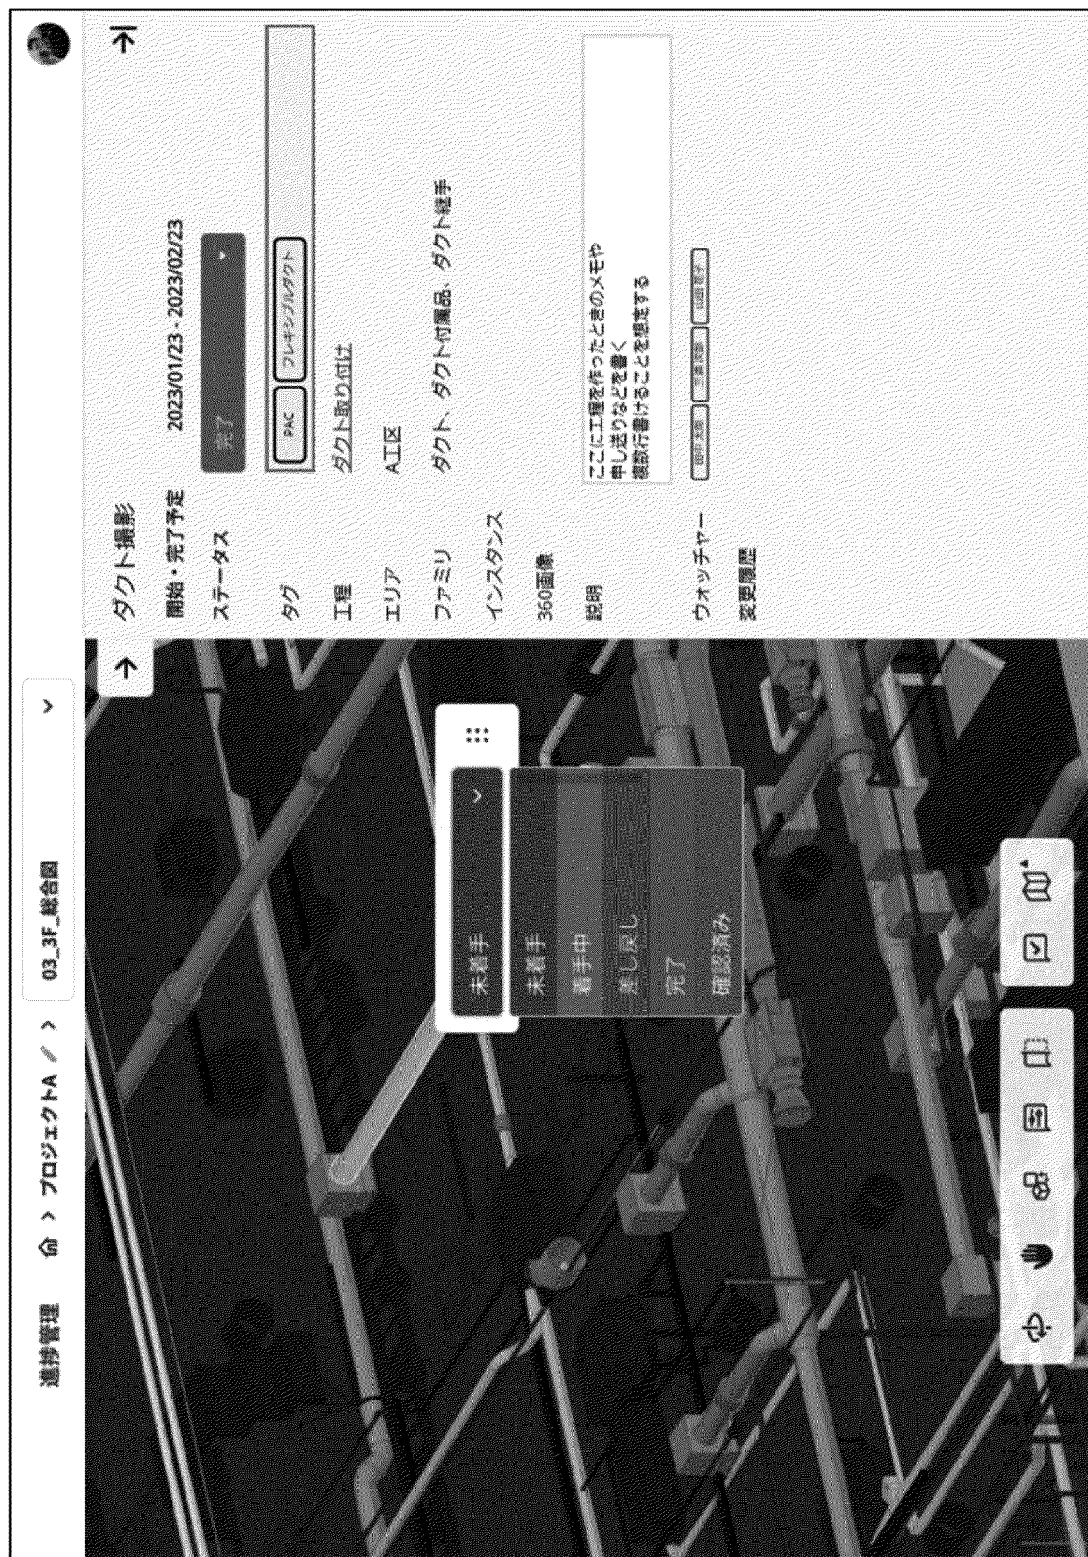 進捗管理
> プロジェクトA > 03_3F_総合図
ダクト撮影
開始・完了予定 2023/01/23 - 2023/02/23
ステータス 完了
タグ PAC フレキシブルダクト
工程 ダクト取り付け
エリア A工区
ファミリ ダクト、ダクト付属品、ダクト継手
インスタンス
360画像
説明 ここに工程を作ったときのメモや
申し送りなどを書く
複数行書けることを想定する
ウォッチャー
変更履歴
未着手
未着手
着手中
差し戻し
完了
確認済み